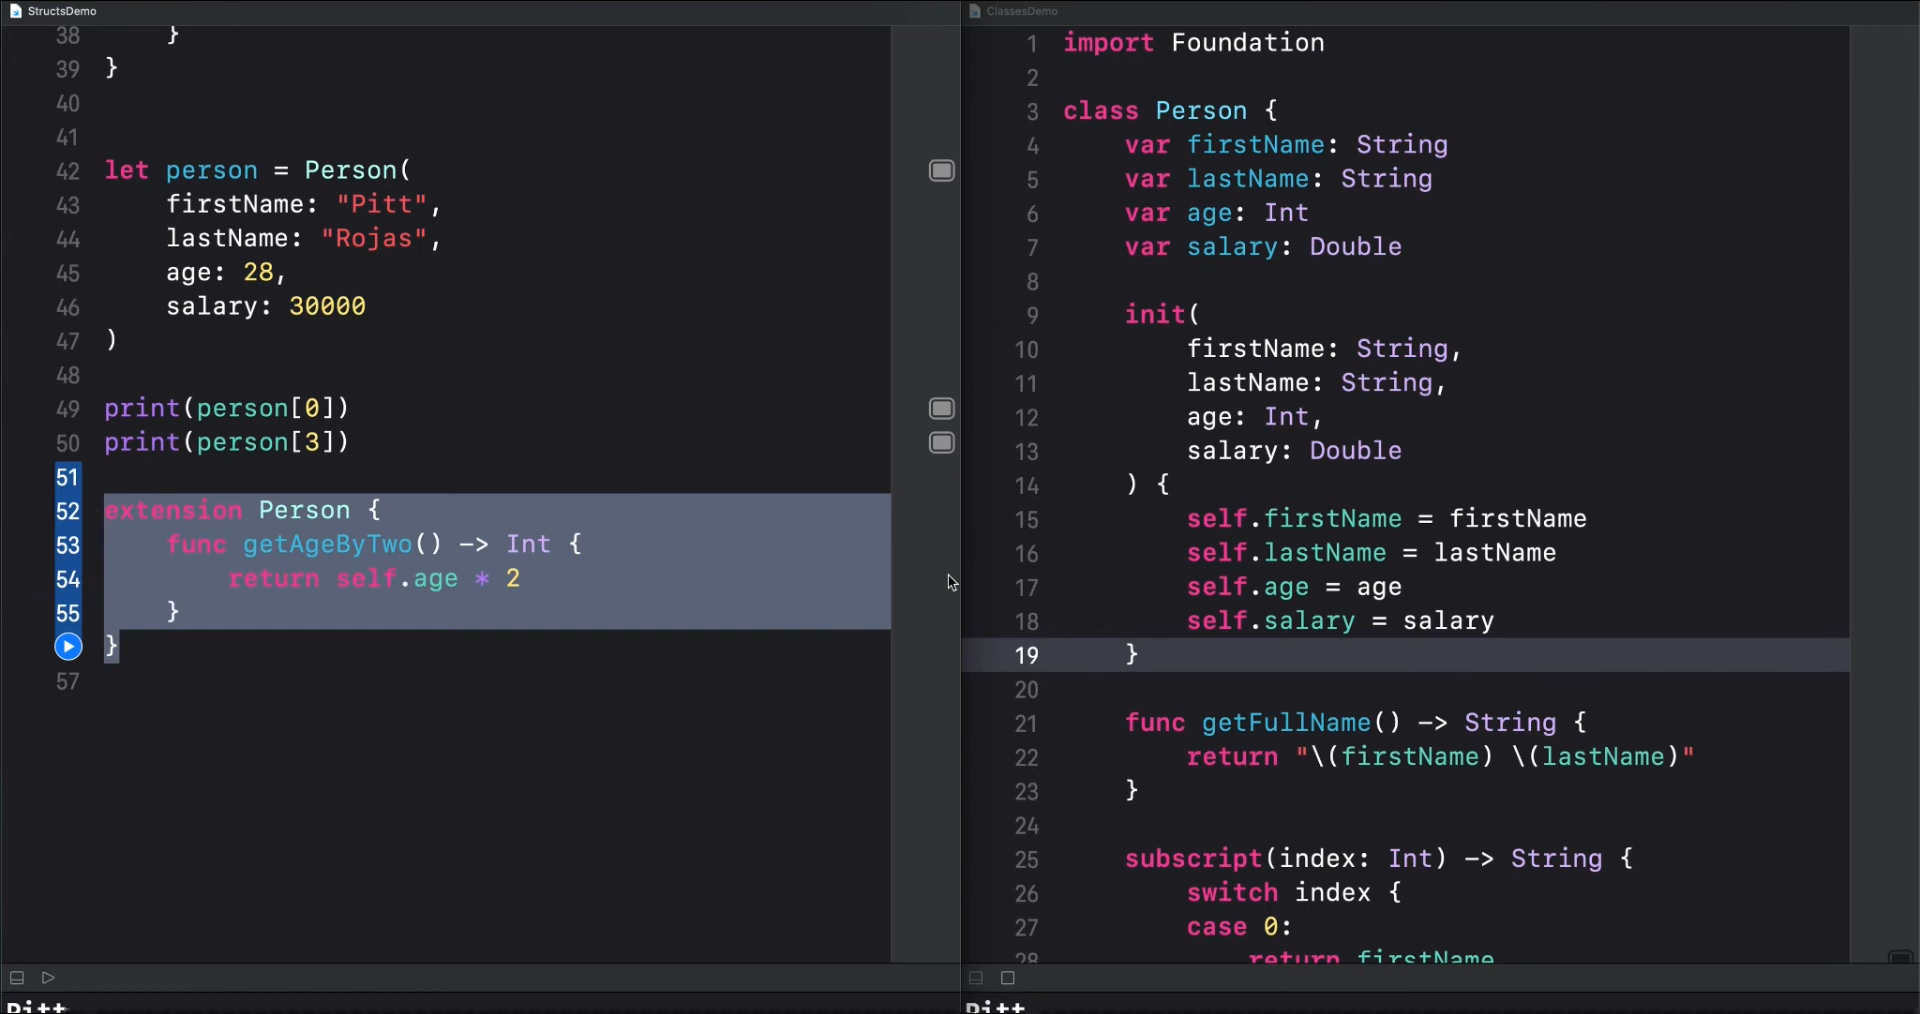 StructsDemo
38 }
39 }
40
41
42 let person = Person(
43 firstName: "Pitt",
44 lastName: "Rojas",
45 age: 28,
46 salary: 30000
47 )
48
49 print(person[0])
50 print(person[3])
51
52 extension Person {
53 func getAgeByTwo() -> Int {
54 return self.age * 2
55 }
}
57
Pitt
ClassesDemo
1 import Foundation
2
3 class Person {
4 var firstName: String
5 var lastName: String
6 var age: Int
7 var salary: Double
8
9 init(
10 firstName: String,
11 lastName: String,
12 age: Int,
13 salary: Double
14 ) {
15 self.firstName = firstName
16 self.lastName = lastName
17 self.age = age
18 self.salary = salary
19 }
20
21 func getFullName() -> String {
22 return "\(firstName) \(lastName)"
23 }
24
25 subscript(index: Int) -> String {
26 switch index {
27 case 0:
28 return firstName
Pitt